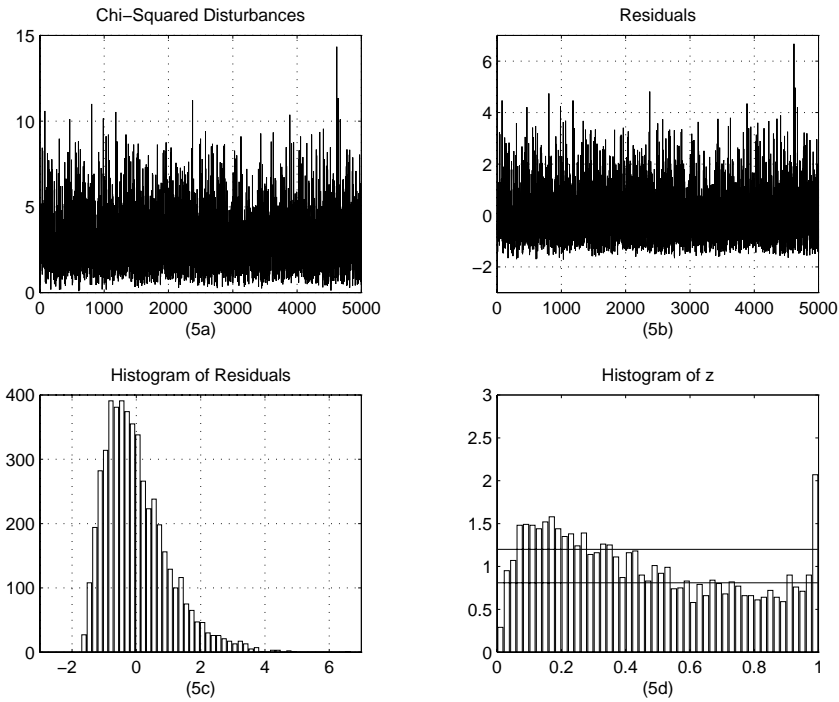 Chi−Squared Disturbances
15
10
5
0
0 1000 2000 3000 4000 5000
(5a)
Residuals
6
4
2
0
−2
0 1000 2000 3000 4000 5000
(5b)
Histogram of Residuals
400
300
200
100
0
−2 0 2 4 6
(5c)
Histogram of z
3
2.5
2
1.5
1
0.5
0
0 0.2 0.4 0.6 0.8 1
(5d)